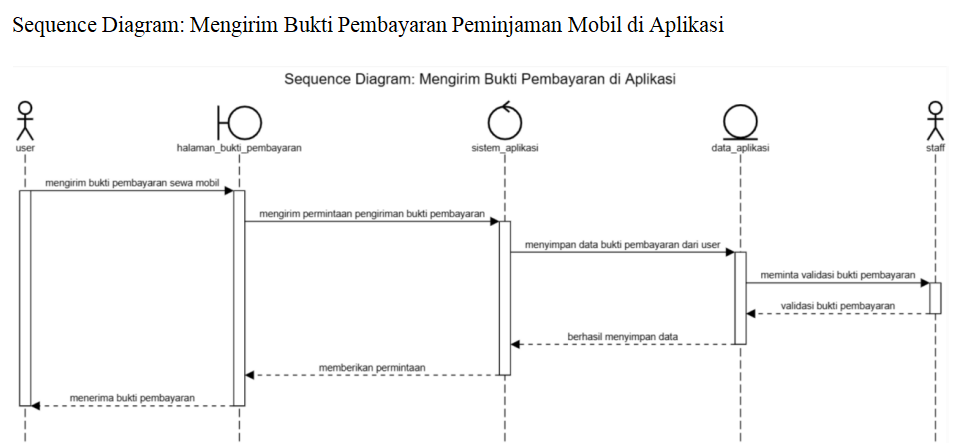 Sequence Diagram: Mengirim Bukti Pembayaran Peminjaman Mobil di Aplikasi
Sequence Diagram: Mengirim Bukti Pembayaran di Aplikasi
user
halaman_bukti_pembayaran
sistem_aplikasi
data_aplikasi
staff
mengirim bukti pembayaran sewa mobil
mengirim permintaan pengiriman bukti pembayaran
menyimpan data bukti pembayaran dari user
meminta validasi bukti pembayaran
validasi bukti pembayaran
berhasil menyimpan data
memberikan permintaan
menerima bukti pembayaran